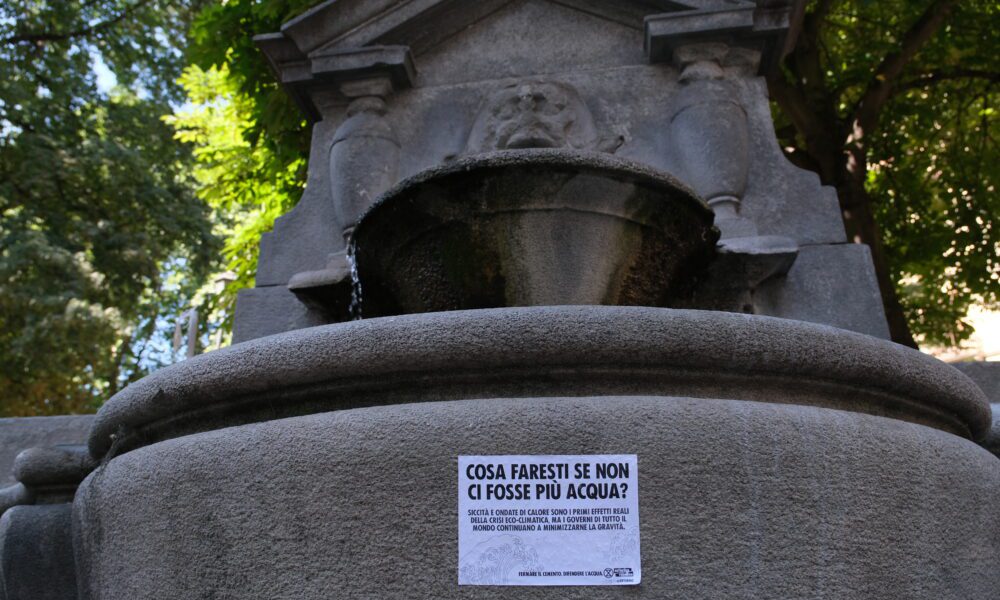 COSA FARESTI SE NON
CI FOSSE PIÙ ACQUA?
SICCITÀ E ONDATE DI CALORE SONO I PRIMI EFFETTI REALI
DELLA CRISI ECO-CLIMATICA, MA I GOVERNI DI TUTTO IL
MONDO CONTINUANO A MINIMIZZARNE LA GRAVITÀ.
FERMARE IL CEMENTO. DIFENDERE L'ACQUA.